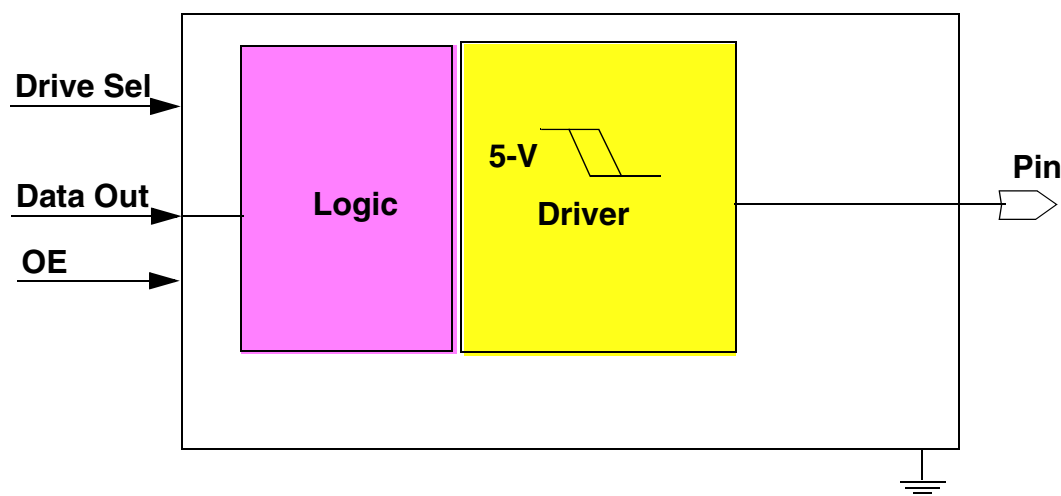 Drive Sel
Data Out
OE
Logic
5-V
Driver
Pin